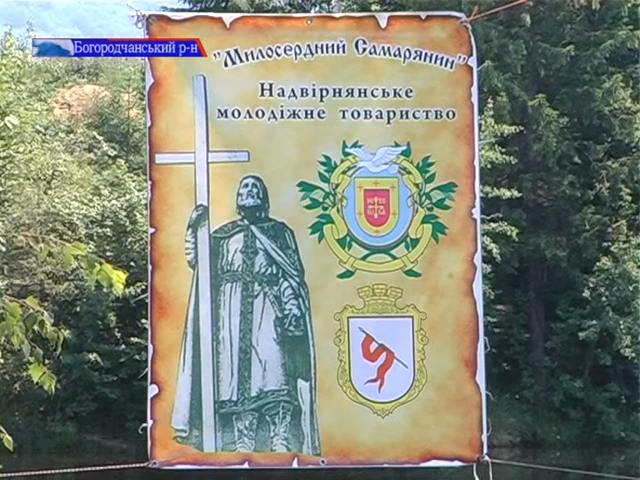 Богородчанський р-н
"Милосердний Самарянин"
Надвірнянське
молодіжне товариство